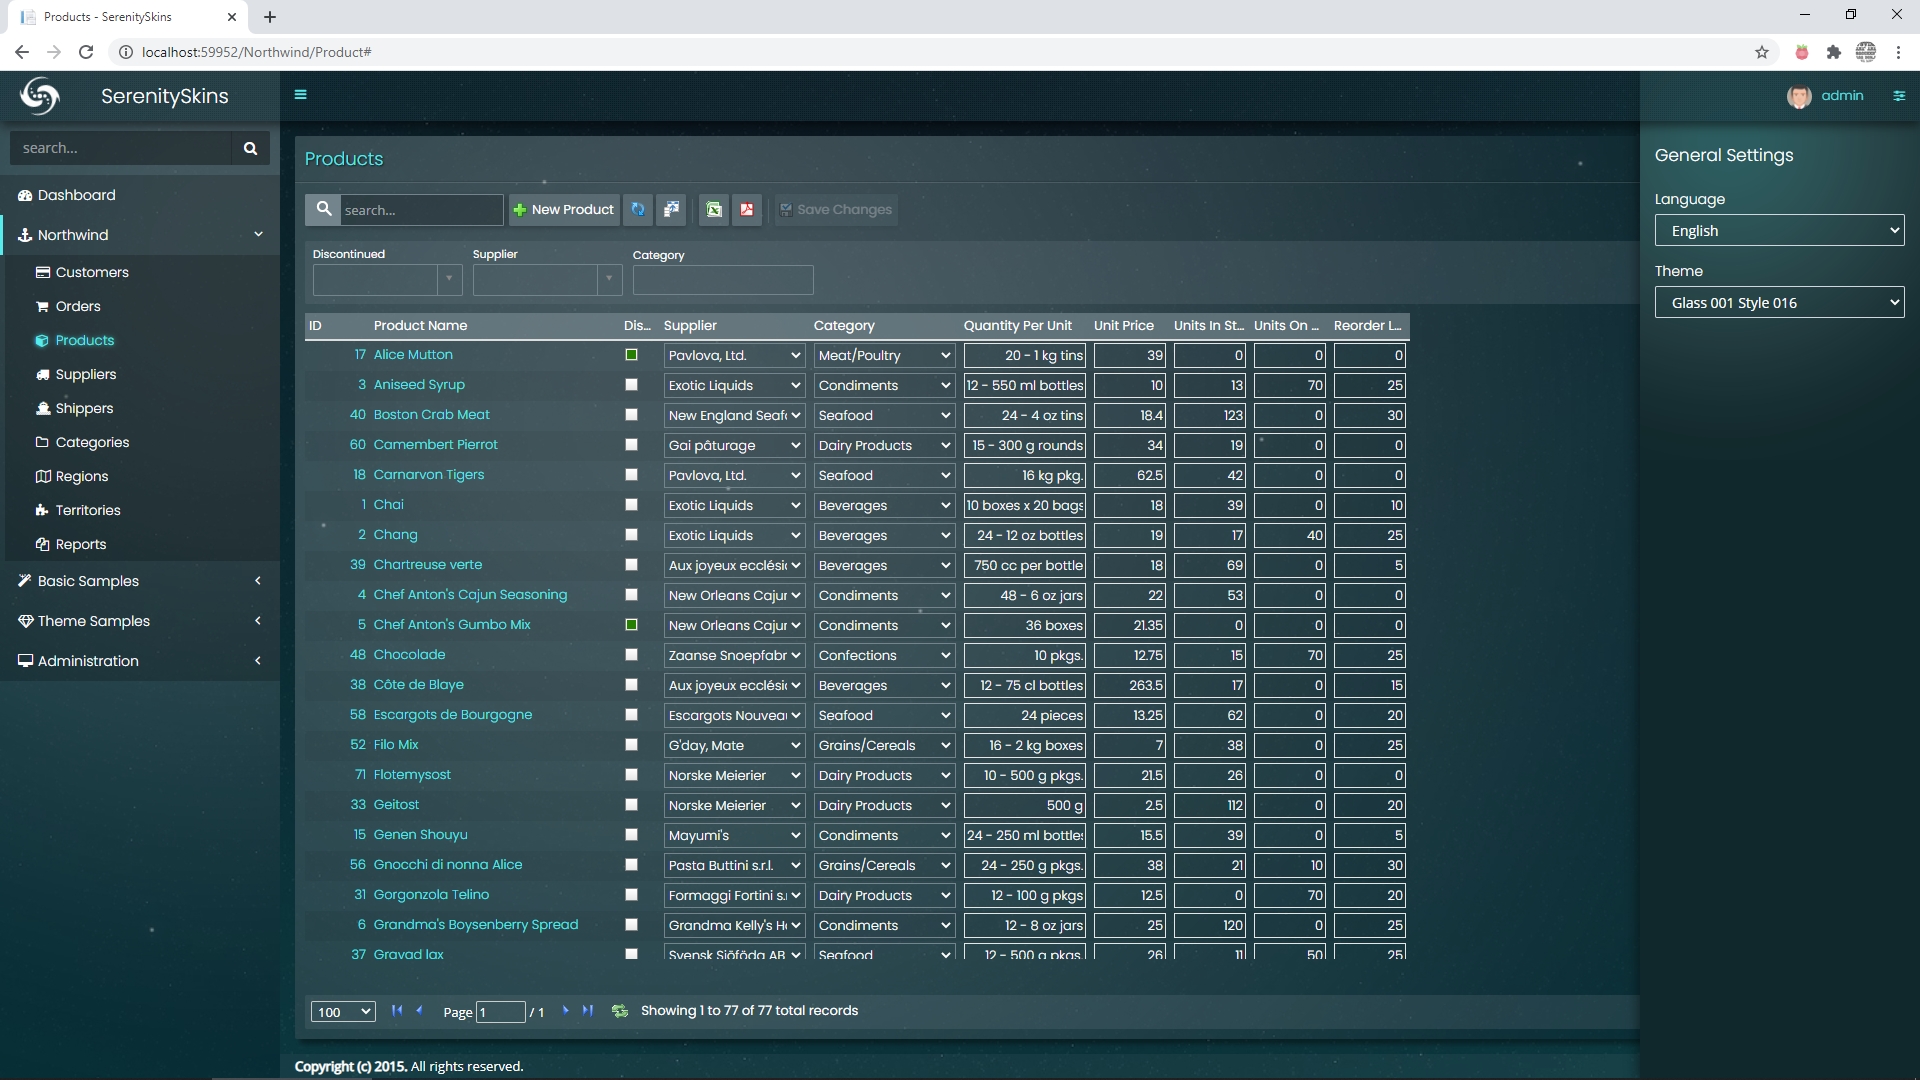 Products - SerenitySkins
localhost:59952/Northwind/Product#
SerenitySkins
admin
search...
Dashboard
Northwind
Customers
Orders
Products
Suppliers
Shippers
Categories
Regions
Territories
Reports
Basic Samples
Theme Samples
Administration
Products
search... New Product Save Changes
Discontinued Supplier Category
ID Product Name Dis... Supplier Category Quantity Per Unit Unit Price Units In St... Units On ... Reorder L...
17 Alice Mutton Pavlova, Ltd. Meat/Poultry 20 - 1 kg tins 39 0 0 0
3 Aniseed Syrup Exotic Liquids Condiments 12 - 550 ml bottles 10 13 70 25
40 Boston Crab Meat New England Seaf Seafood 24 - 4 oz tins 18.4 123 0 30
60 Camembert Pierrot Gai pâturage Dairy Products 15 - 300 g rounds 34 19 0 0
18 Carnarvon Tigers Pavlova, Ltd. Seafood 16 kg pkg. 62.5 42 0 0
1 Chai Exotic Liquids Beverages 10 boxes x 20 bags 18 39 0 10
2 Chang Exotic Liquids Beverages 24 - 12 oz bottles 19 17 40 25
39 Chartreuse verte Aux joyeux ecclési Beverages 750 cc per bottle 18 69 0 5
4 Chef Anton's Cajun Seasoning New Orleans Cajun Condiments 48 - 6 oz jars 22 53 0 0
5 Chef Anton's Gumbo Mix New Orleans Cajun Condiments 36 boxes 21.35 0 0 0
48 Chocolade Zaanse Snoepfabr Confections 10 pkgs. 12.75 15 70 25
38 Côte de Blaye Aux joyeux ecclési Beverages 12 - 75 cl bottles 263.5 17 0 15
58 Escargots de Bourgogne Escargots Nouveau Seafood 24 pieces 13.25 62 0 20
52 Filo Mix G'day, Mate Grains/Cereals 16 - 2 kg boxes 7 38 0 25
71 Flotemysost Norske Meierier Dairy Products 10 - 500 g pkgs. 21.5 26 0 0
33 Geitost Norske Meierier Dairy Products 500 g 2.5 112 0 20
15 Genen Shouyu Mayumi's Condiments 24 - 250 ml bottles 15.5 39 0 5
56 Gnocchi di nonna Alice Pasta Buttini s.r.l. Grains/Cereals 24 - 250 g pkgs. 38 21 10 30
31 Gorgonzola Telino Formaggi Fortini s. Dairy Products 12 - 100 g pkgs 12.5 0 70 20
6 Grandma's Boysenberry Spread Grandma Kelly's H Condiments 12 - 8 oz jars 25 120 0 25
37 Gravad lax Svensk Sjöföda AB Seafood 12 - 500 g pkgs. 26 11 50 25
100 Page 1 / 1 Showing 1 to 77 of 77 total records
Copyright (c) 2015. All rights reserved.
General Settings
Language
English
Theme
Glass 001 Style 016